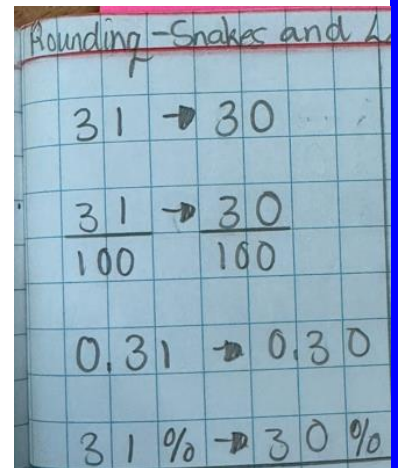 Rounding - Snakes and
31 → 30
31/100 → 30/100
0.31 → 0.30
31% → 30%